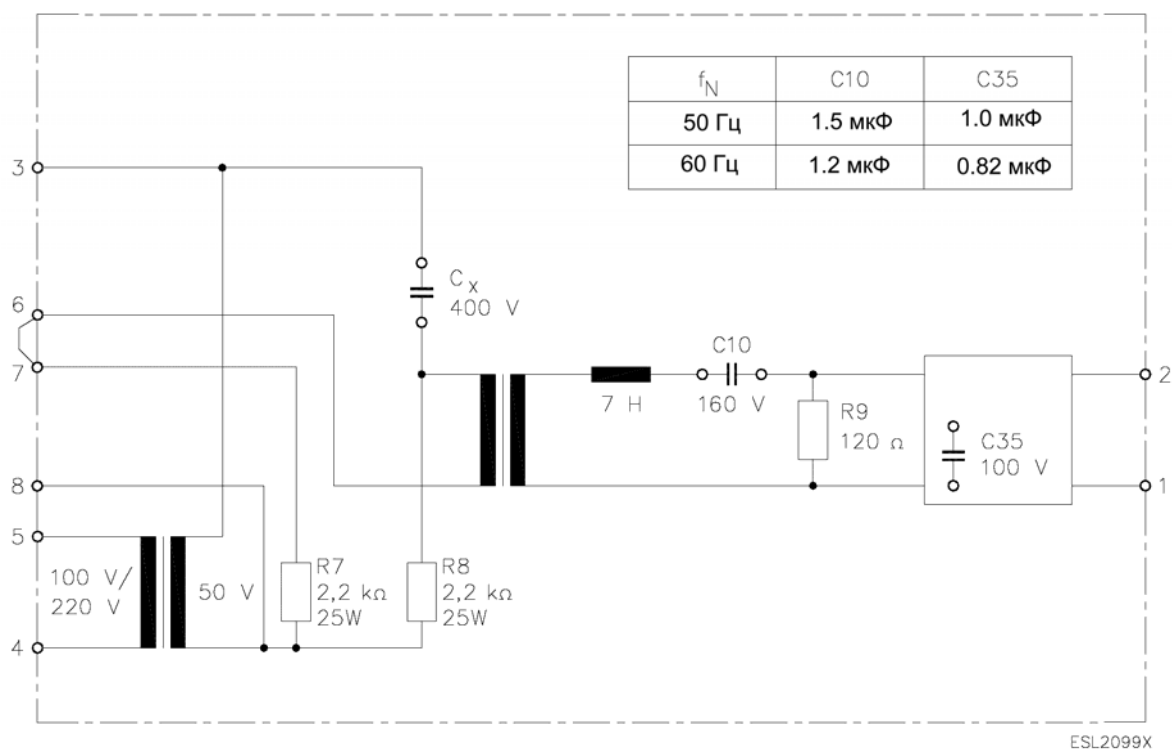 f_N C10 C35
50 Гц 1.5 мкФ 1.0 мкФ
60 Гц 1.2 мкФ 0.82 мкФ
3
6
7
8
5
4
C_x
400 V
7 H
C10
160 V
R9
120 Ω
C35
100 V
2
1
100 V/
220 V
50 V
R7
2,2 kΩ
25W
R8
2,2 kΩ
25W
ESL2099X